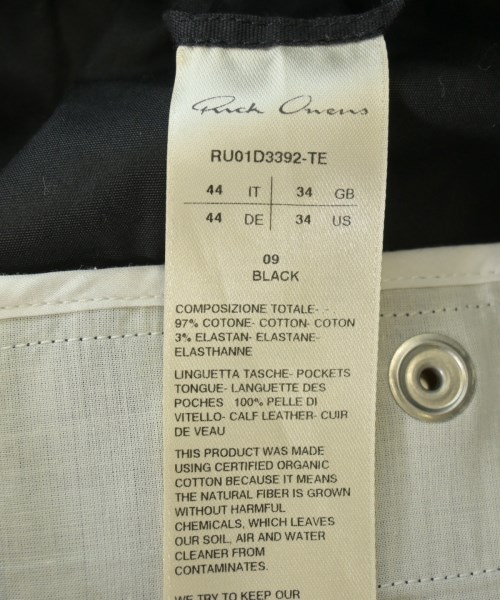 Rick Owens
RU01D3392-TE
44 IT 34 GB
44 DE 34 US
09
BLACK
COMPOSIZIONE TOTALE- -
97% COTONE- COTTON- COTON
3% ELASTAN- ELASTANE-
ELASTHANNE
LINGUETTA TASCHE- POCKETS
TONGUE- LANGUETTE DES
POCHES 100% PELLE DI
VITELLO- CALF LEATHER- CUIR
DE VEAU
THIS PRODUCT WAS MADE
USING CERTIFIED ORGANIC
COTTON BECAUSE IT MEANS
THE NATURAL FIBER IS GROWN
WITHOUT HARMFUL
CHEMICALS, WHICH LEAVES
OUR SOIL, AIR AND WATER
CLEANER FROM
CONTAMINATES.
WE TRY TO KEEP OUR